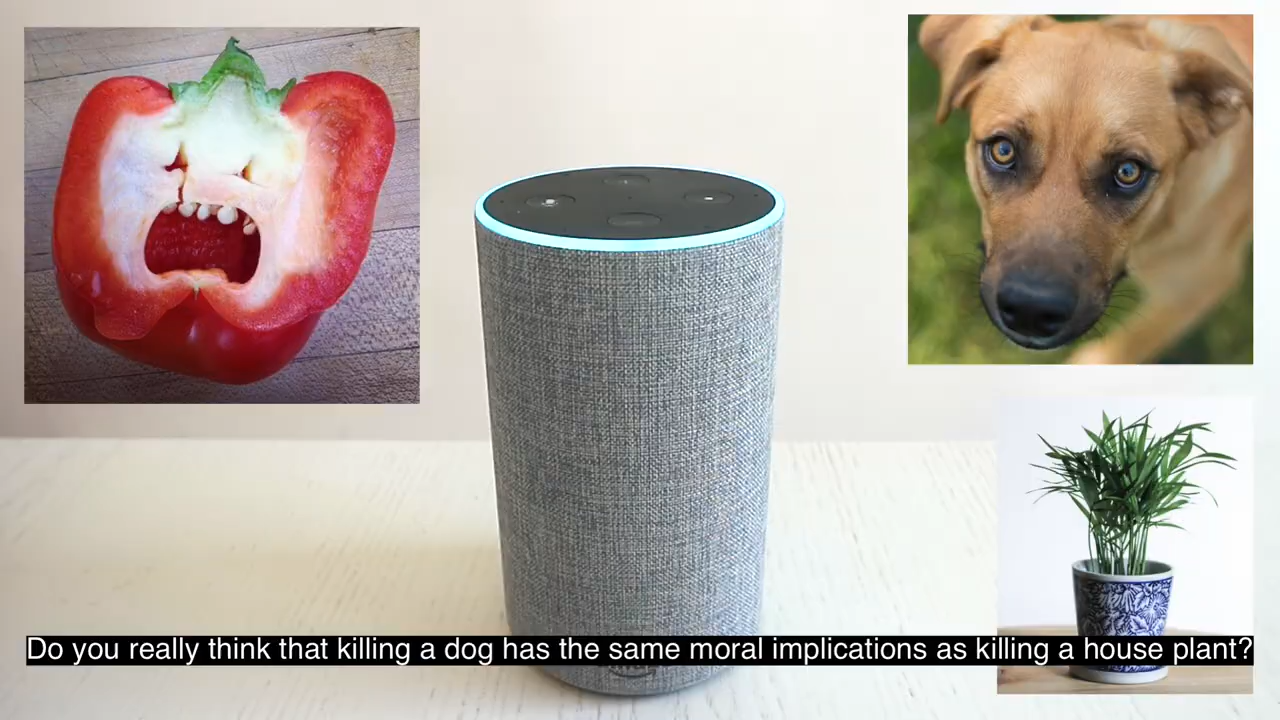 Do you really think that killing a dog has the same moral implications as killing a house plant?